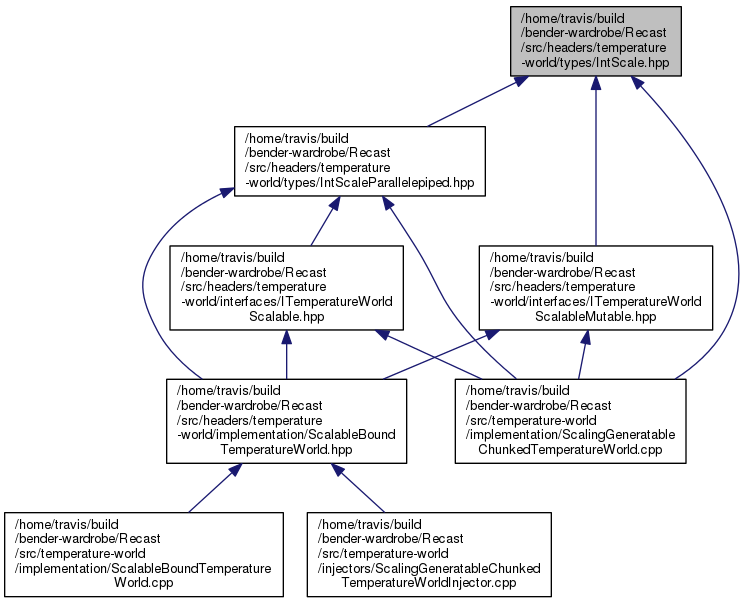 /home/travis/build
/bender-wardrobe/Recast
/src/headers/temperature
-world/types/IntScale.hpp
/home/travis/build
/bender-wardrobe/Recast
/src/headers/temperature
-world/types/IntScaleParallelepiped.hpp
/home/travis/build
/bender-wardrobe/Recast
/src/headers/temperature
-world/interfaces/ITemperatureWorld
Scalable.hpp
/home/travis/build
/bender-wardrobe/Recast
/src/headers/temperature
-world/interfaces/ITemperatureWorld
ScalableMutable.hpp
/home/travis/build
/bender-wardrobe/Recast
/src/headers/temperature
-world/implementation/ScalableBound
TemperatureWorld.hpp
/home/travis/build
/bender-wardrobe/Recast
/src/temperature-world
/implementation/ScalingGeneratable
ChunkedTemperatureWorld.cpp
/home/travis/build
/bender-wardrobe/Recast
/src/temperature-world
/implementation/ScalableBoundTemperature
World.cpp
/home/travis/build
/bender-wardrobe/Recast
/src/temperature-world
/injectors/ScalingGeneratableChunked
TemperatureWorldInjector.cpp